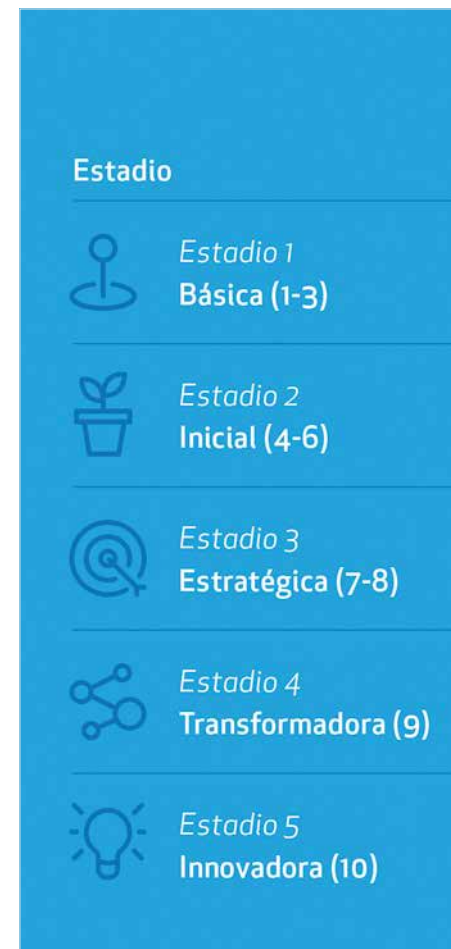 Estadio
Estadio 1
Básica (1-3)
Estadio 2
Inicial (4-6)
Estadio 3
Estratégica (7-8)
Estadio 4
Transformadora (9)
Estadio 5
Innovadora (10)